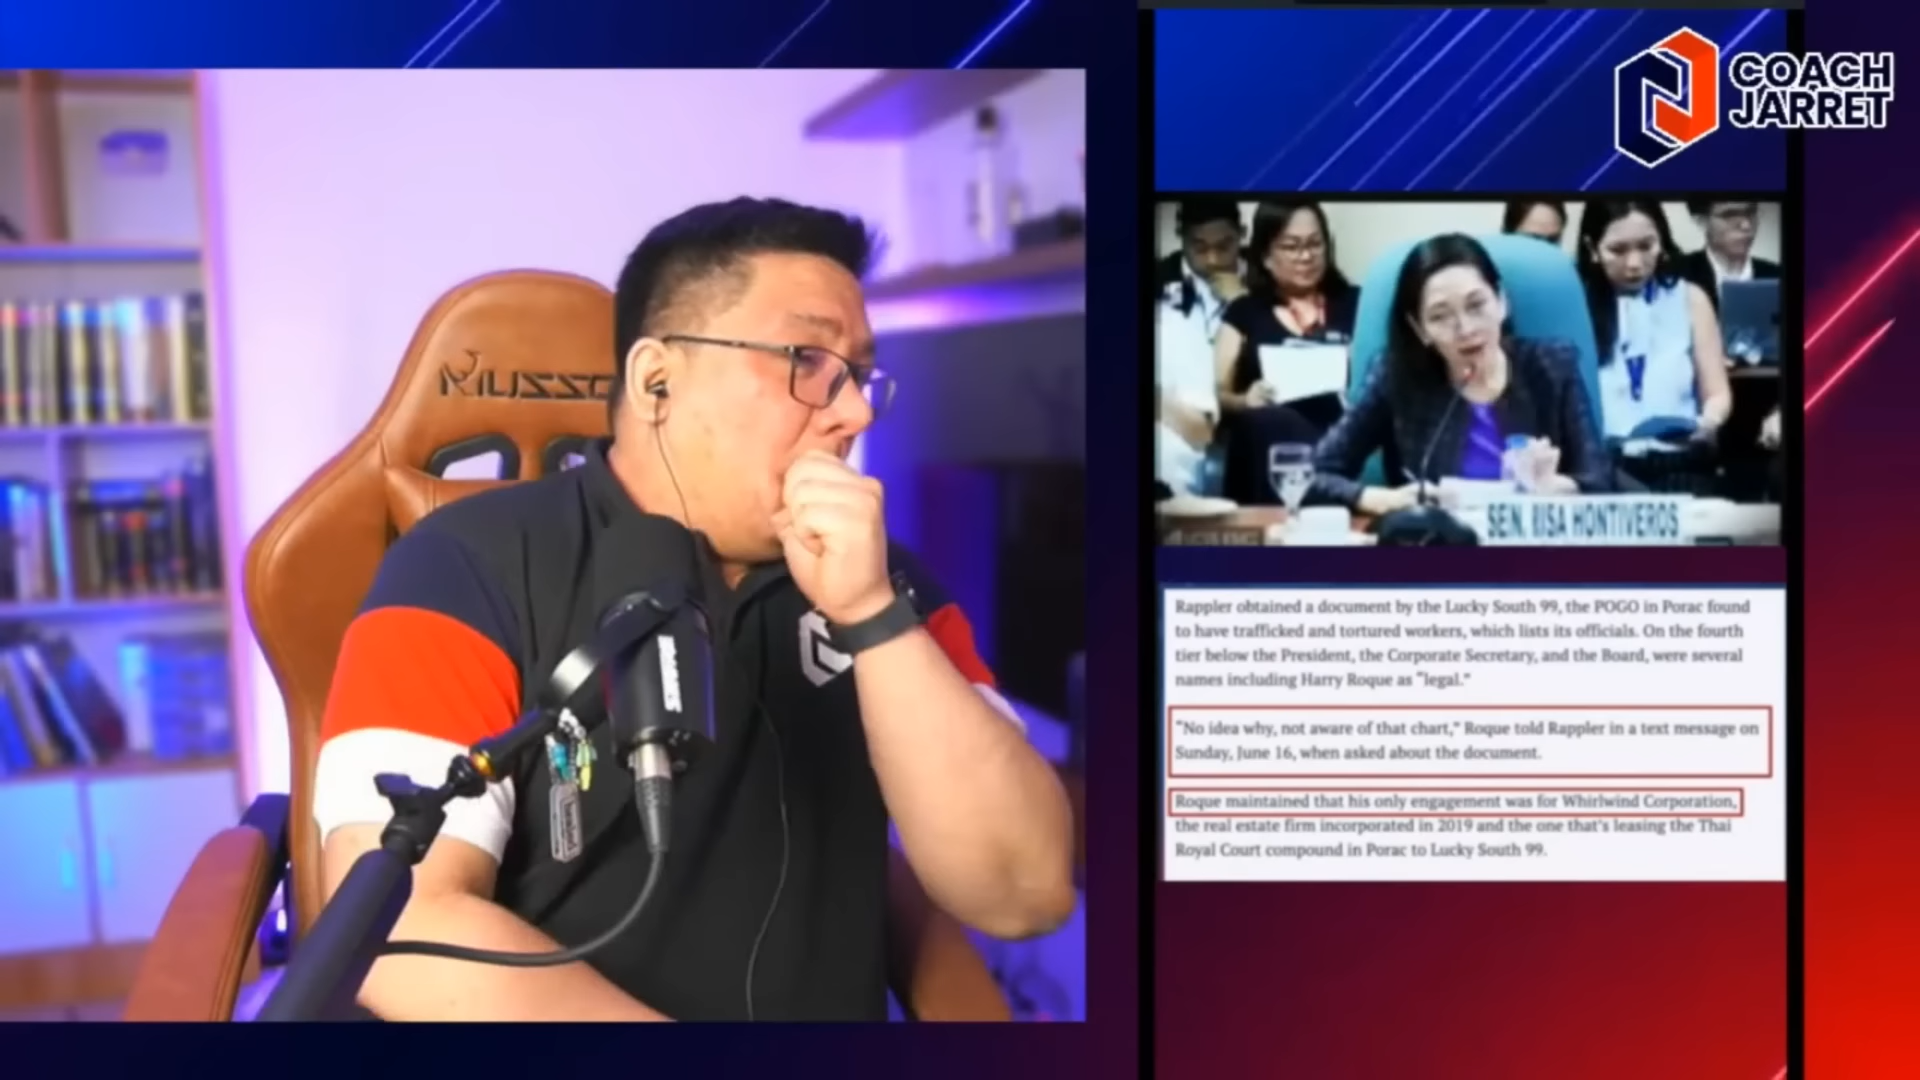 COACH
JARRET
SEN. RISA HONTIVEROS
Rappler obtained a document by the Lucky South 99, the POGO in Porac found
to have trafficked and tortured workers, which lists its officials. On the fourth
tier below the President, the Corporate Secretary, and the Board, were several
names including Harry Roque as "legal."
"No idea why, not aware of that chart," Roque told Rappler in a text message on
Sunday, June 16, when asked about the document.
Roque maintained that his only engagement was for Whirlwind Corporation,
the real estate firm incorporated in 2019 and the one that's leasing the Thai
Royal Court compound in Porac to Lucky South 99.